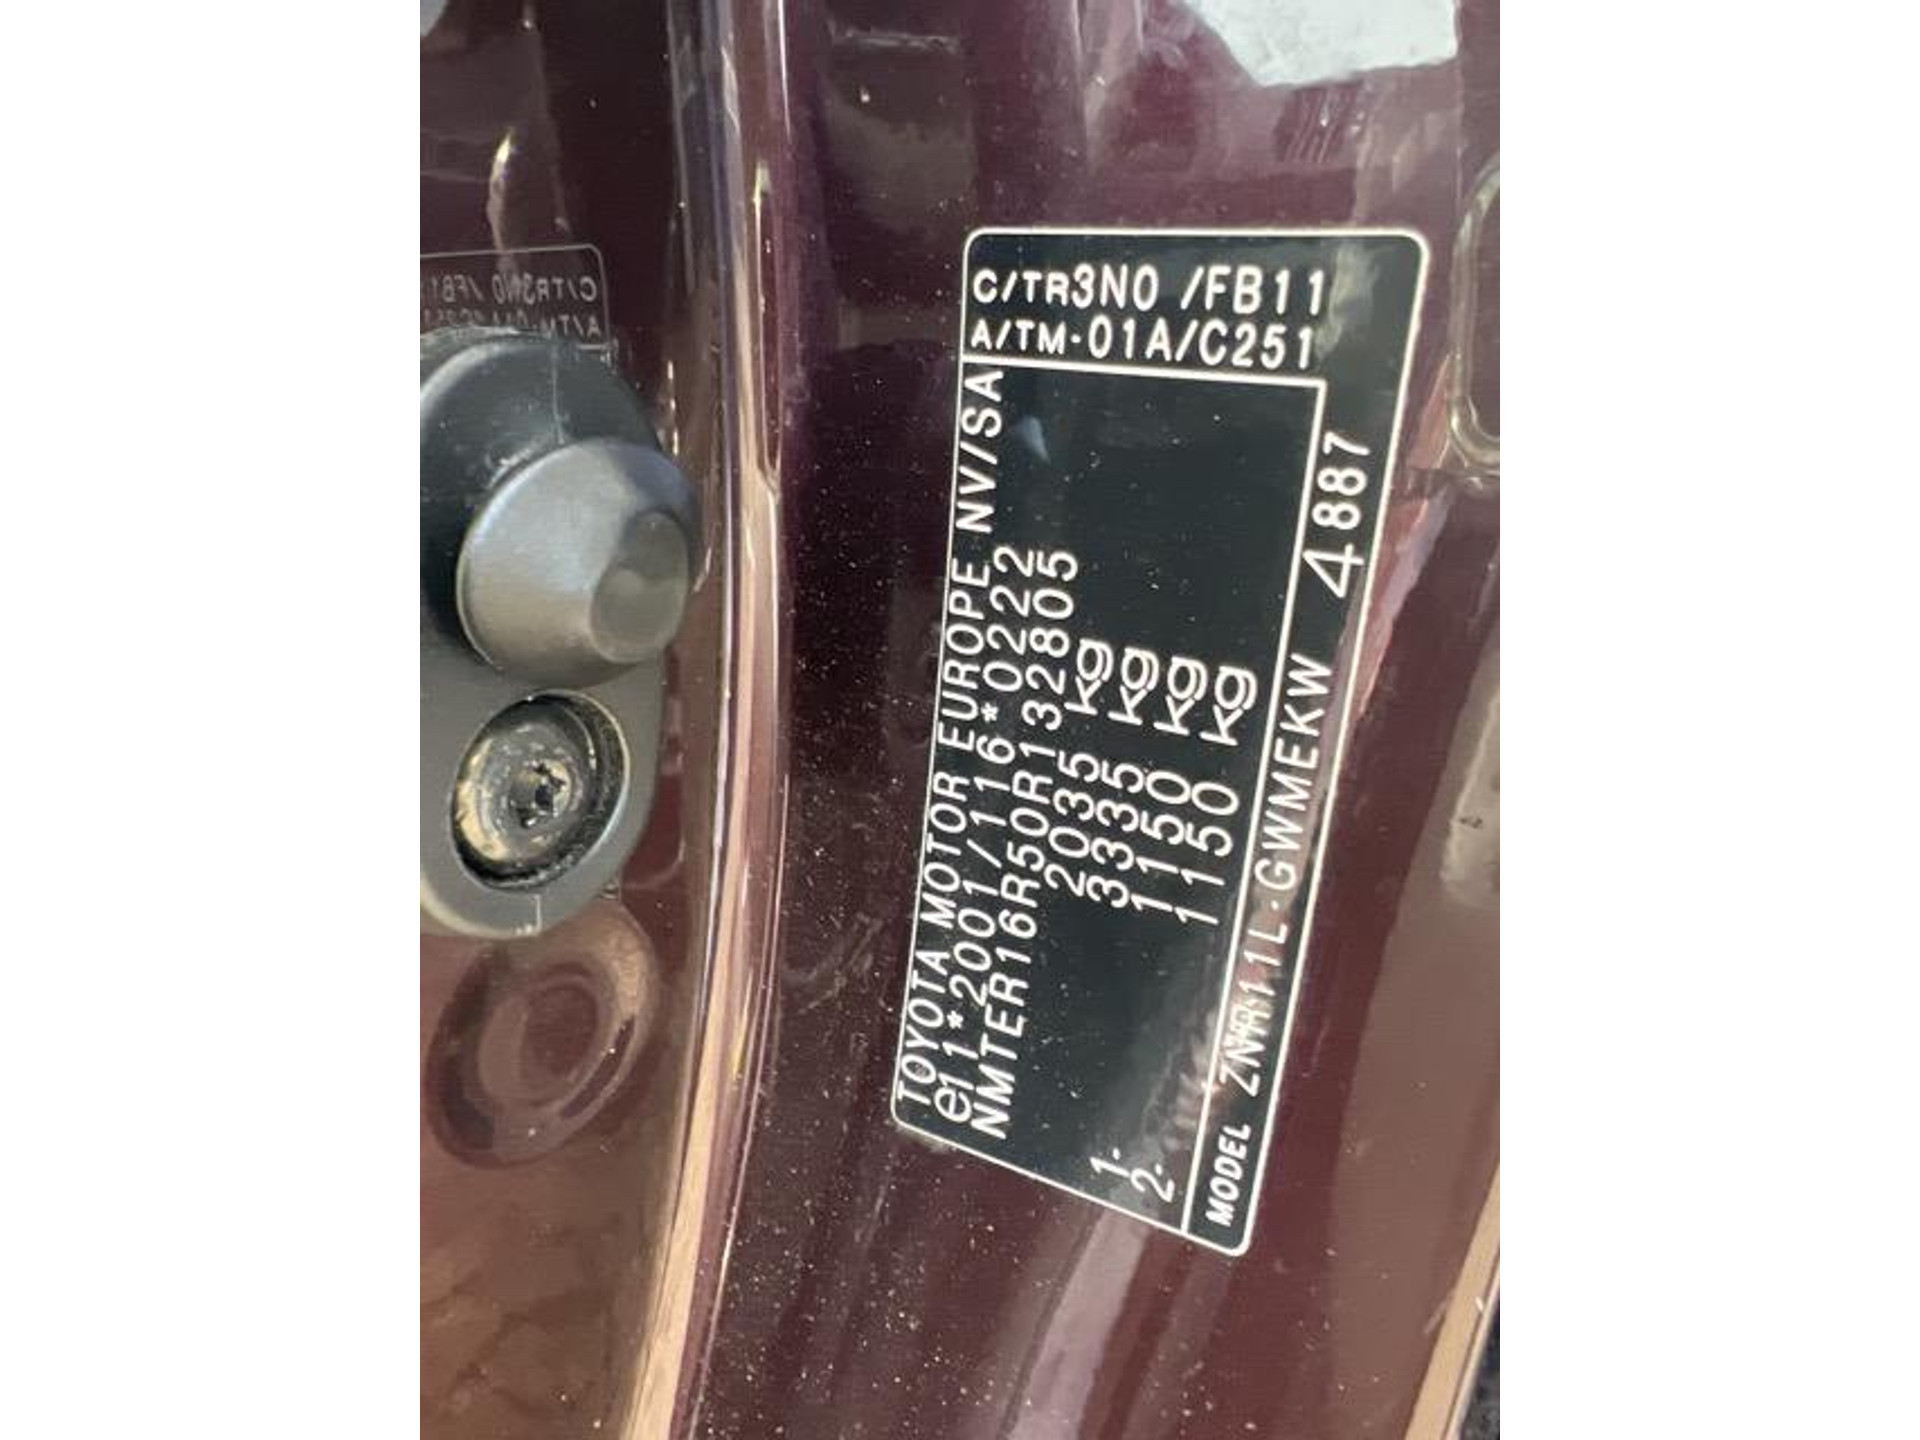 C/TR3N0 /FB11
A/TM-01A/C251
TOYOTA MOTOR EUROPE NV/SA
e11*2001/116*0222
NMTER16R50R132805
2035 kg
3335 kg
1- 1150 kg
2- 1150 kg
MODEL ZNR11L-GWMEKW 4887